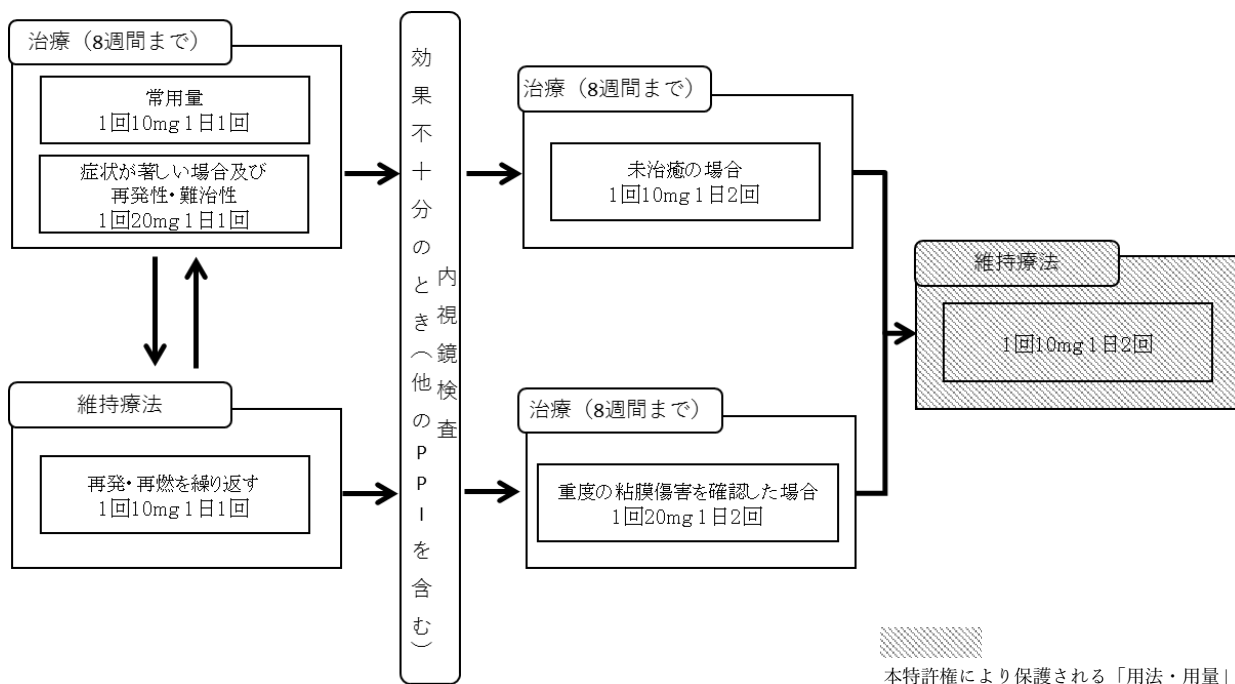 治療（8週間まで）
常用量
1回10mg 1日1回
症状が著しい場合及び
再発性・難治性
1回20mg 1日1回
維持療法
再発・再燃を繰り返す
1回10mg 1日1回
効果不十分のとき（他のPPIを含む）
内視鏡検査
治療（8週間まで）
未治癒の場合
1回10mg 1日2回
治療（8週間まで）
重度の粘膜傷害を確認した場合
1回20mg 1日2回
維持療法
1回10mg 1日2回
本特許権により保護される「用法・用量」